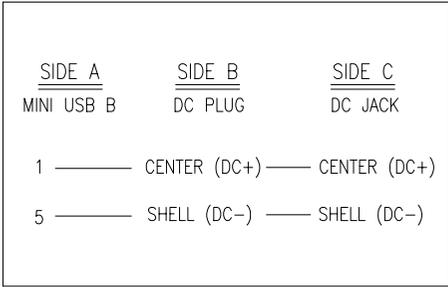 SIDE A SIDE B SIDE C
MINI USB B DC PLUG DC JACK
1 CENTER (DC+) CENTER (DC+)
5 SHELL (DC-) SHELL (DC-)